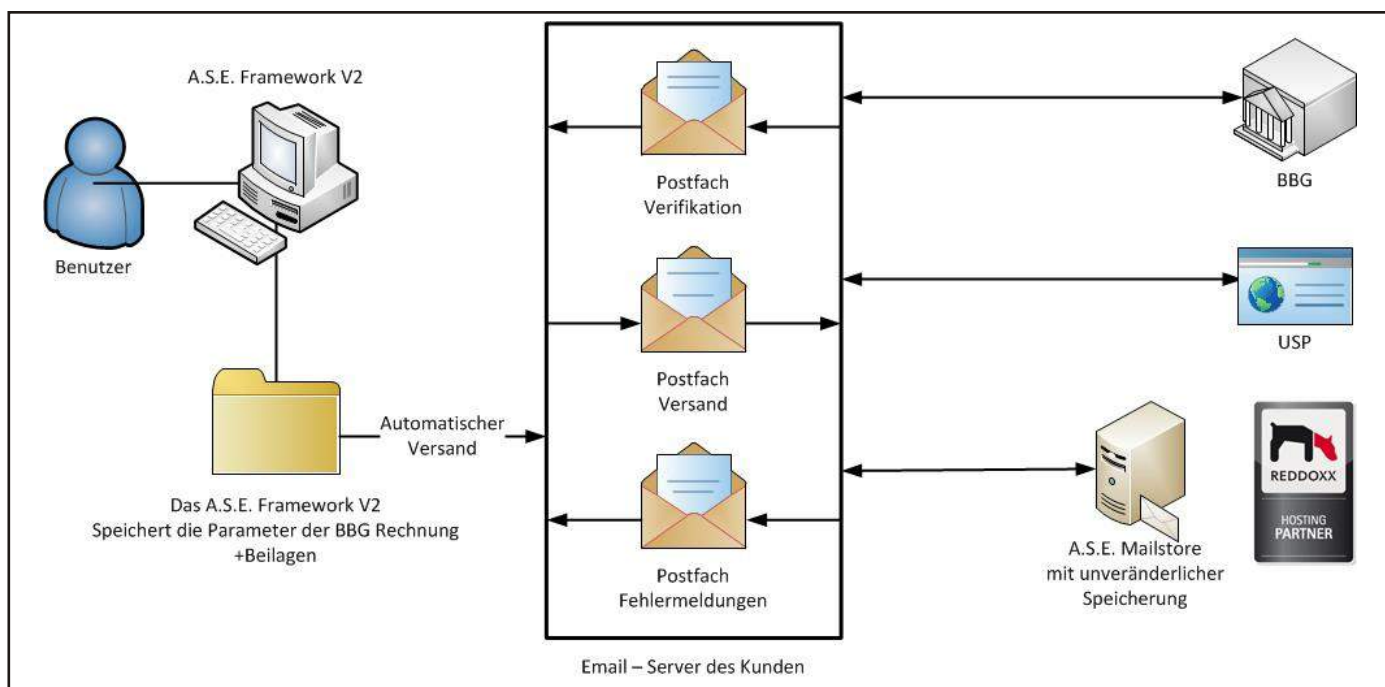 A.S.E. Framework V2
Benutzer
Das A.S.E. Framework V2
Speichert die Parameter der BBG Rechnung
+Beilagen
Automatischer
Versand
Postfach
Verifikation
Postfach
Versand
Postfach
Fehlermeldungen
Email – Server des Kunden
BBG
USP
A.S.E. Mailstore
mit unveränderlicher
Speicherung
REDDOXX
HOSTING
PARTNER